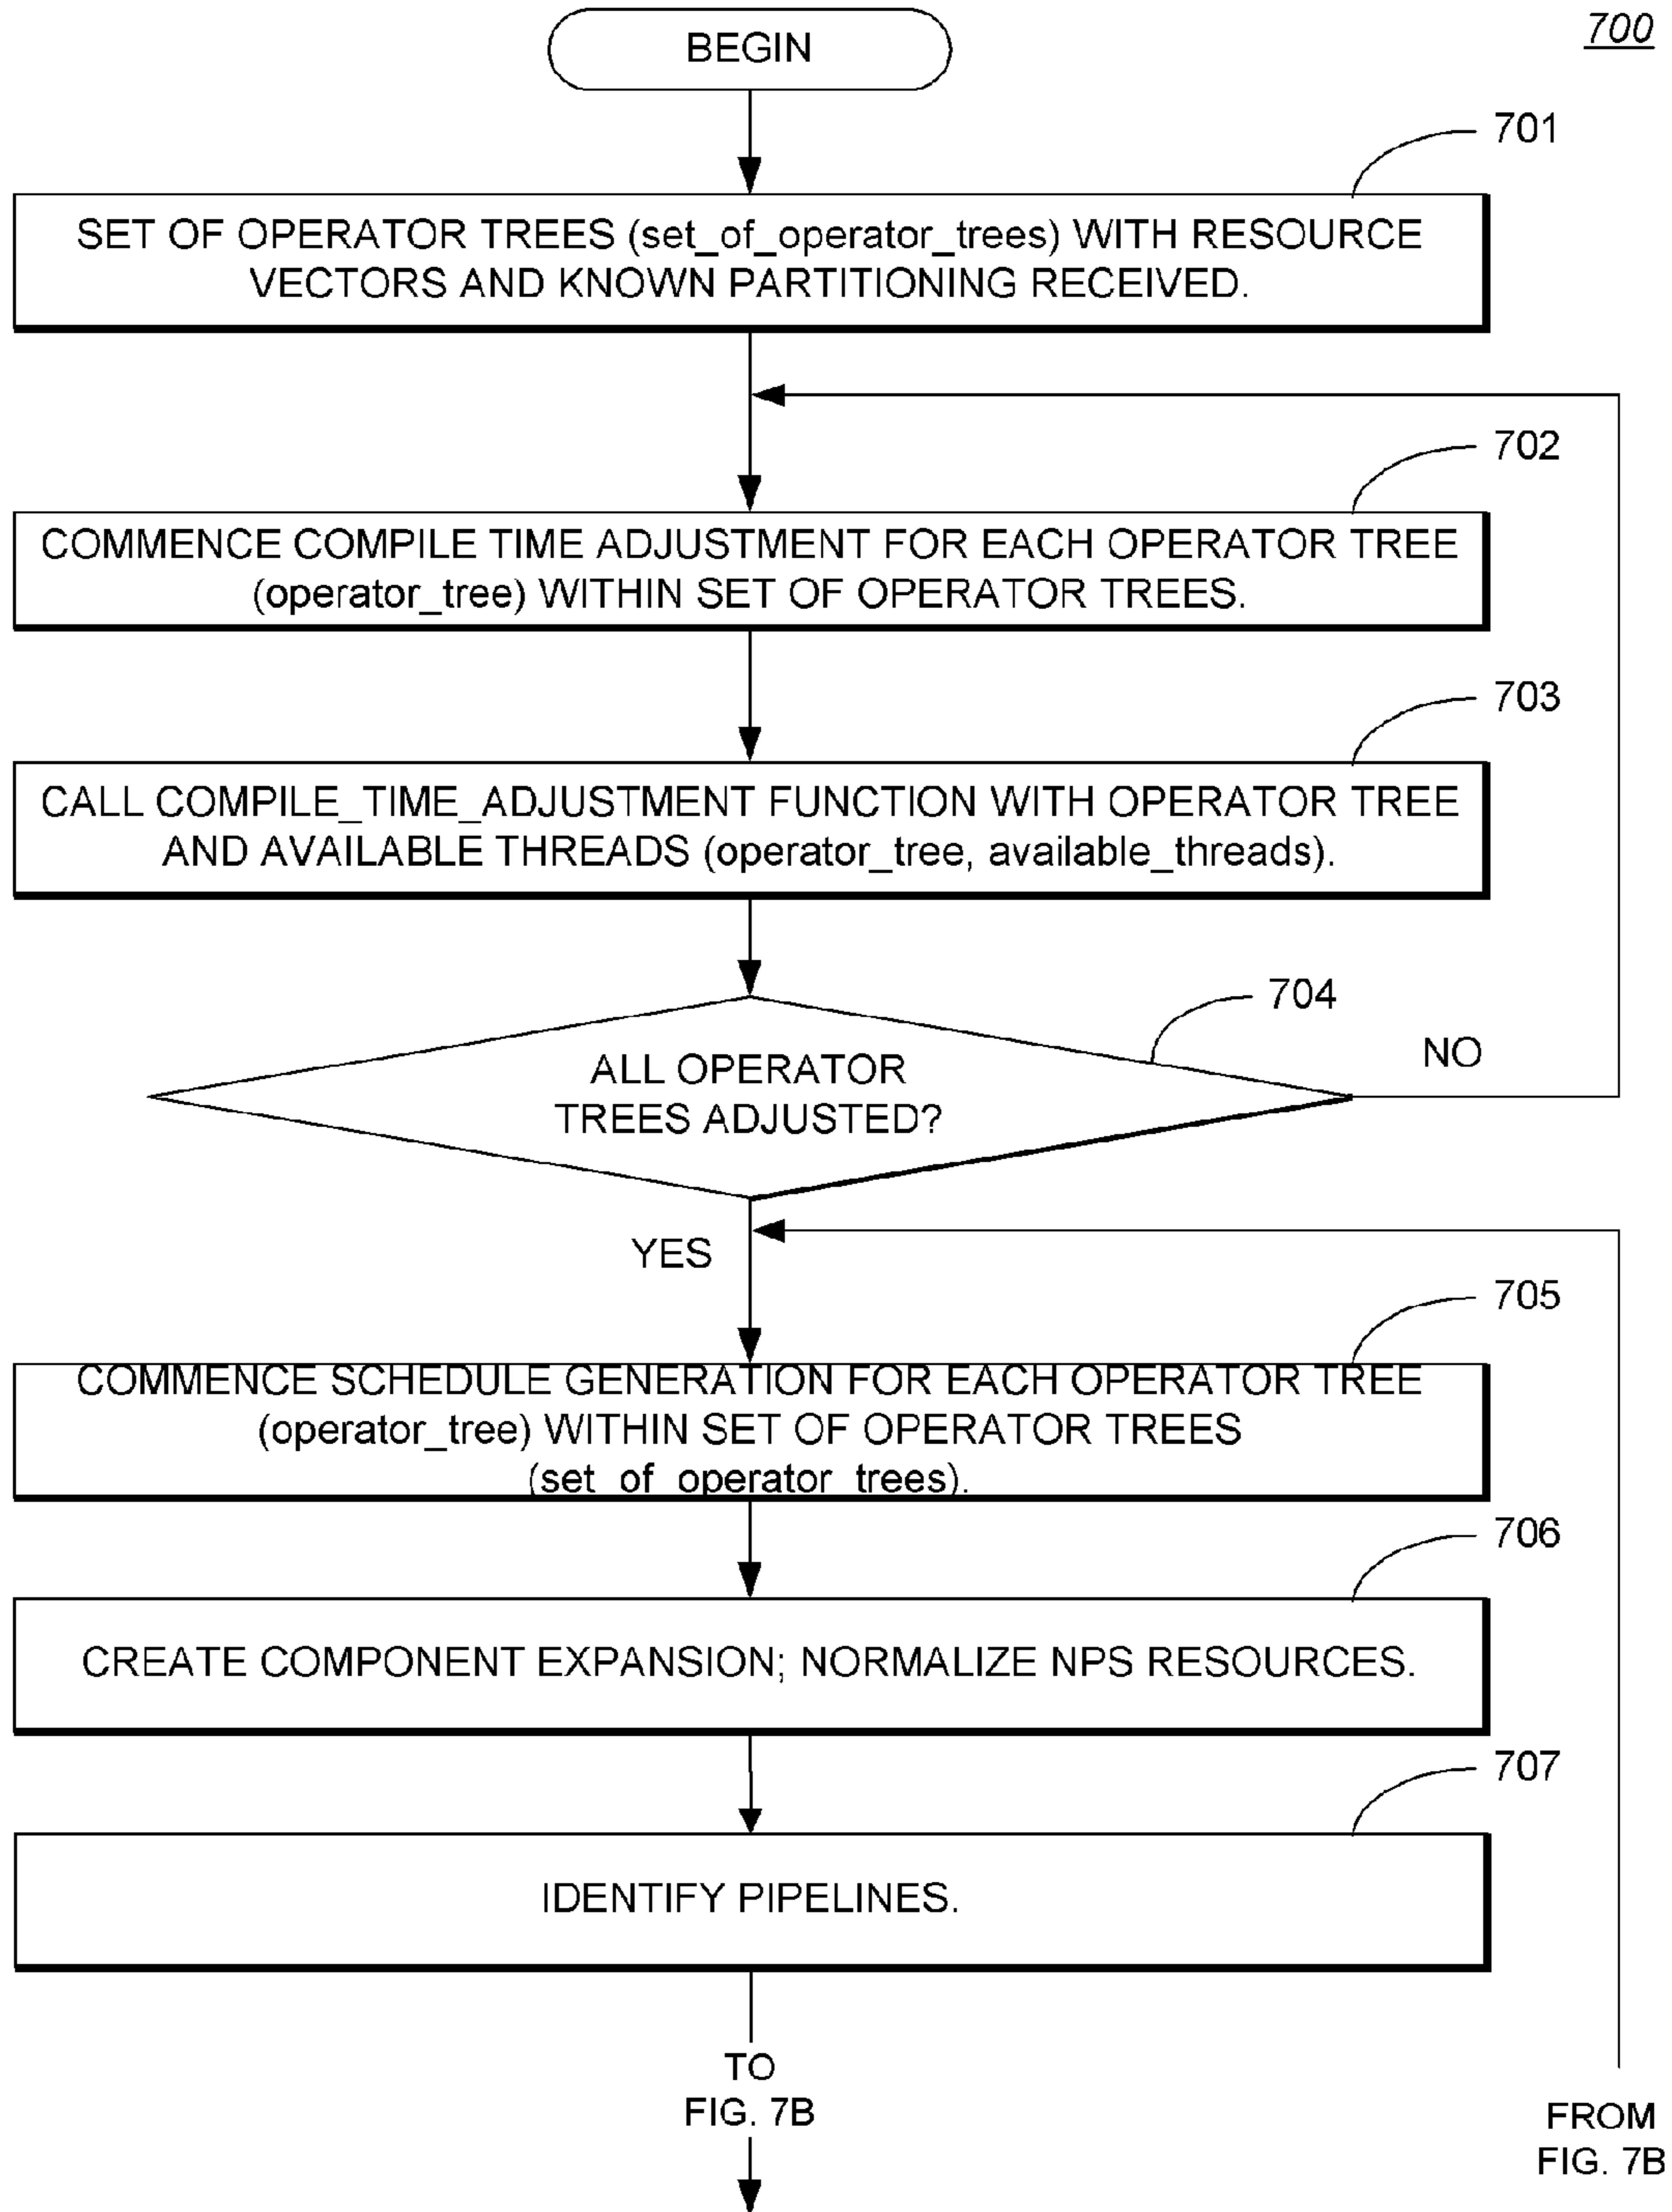 700
BEGIN
701
SET OF OPERATOR TREES (set_of_operator_trees) WITH RESOURCE
VECTORS AND KNOWN PARTITIONING RECEIVED.
702
COMMENCE COMPILE TIME ADJUSTMENT FOR EACH OPERATOR TREE
(operator_tree) WITHIN SET OF OPERATOR TREES.
703
CALL COMPILE_TIME_ADJUSTMENT FUNCTION WITH OPERATOR TREE
AND AVAILABLE THREADS (operator_tree, available_threads).
704
ALL OPERATOR
TREES ADJUSTED?
NO
YES
705
COMMENCE SCHEDULE GENERATION FOR EACH OPERATOR TREE
(operator_tree) WITHIN SET OF OPERATOR TREES
(set_of_operator_trees).
706
CREATE COMPONENT EXPANSION; NORMALIZE NPS RESOURCES.
707
IDENTIFY PIPELINES.
TO
FIG. 7B
FROM
FIG. 7B